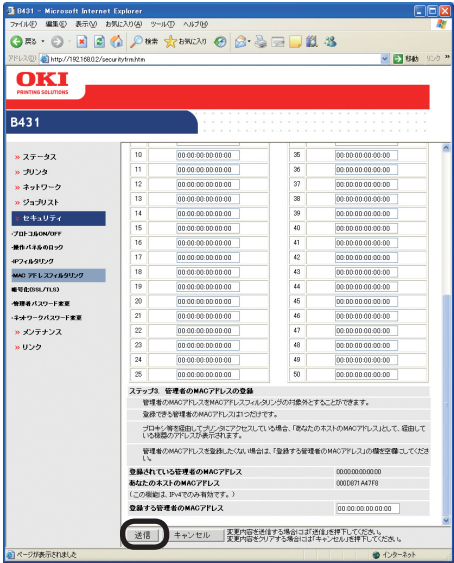 B431 - Microsoft Internet Explorer
ファイル(F) 編集(E) 表示(V) お気に入り(A) ツール(T) ヘルプ(H)
戻る 検索 お気に入り
アドレス(D) http://192.168.0.2/securityfrm.htm 移動 リンク »
OKI
PRINTING SOLUTIONS
B431
» ステータス
» プリンタ
» ネットワーク
» ジョブリスト
» セキュリティ
-プロトコルON/OFF
-操作パネルのロック
-IPフィルタリング
-MAC アドレスフィルタリング
-暗号化(SSL/TLS)
-管理者パスワード変更
-ネットワークパスワード変更
» メンテナンス
» リンク
10 00:00:00:00:00:00 35 00:00:00:00:00:00
11 00:00:00:00:00:00 36 00:00:00:00:00:00
12 00:00:00:00:00:00 37 00:00:00:00:00:00
13 00:00:00:00:00:00 38 00:00:00:00:00:00
14 00:00:00:00:00:00 39 00:00:00:00:00:00
15 00:00:00:00:00:00 40 00:00:00:00:00:00
16 00:00:00:00:00:00 41 00:00:00:00:00:00
17 00:00:00:00:00:00 42 00:00:00:00:00:00
18 00:00:00:00:00:00 43 00:00:00:00:00:00
19 00:00:00:00:00:00 44 00:00:00:00:00:00
20 00:00:00:00:00:00 45 00:00:00:00:00:00
21 00:00:00:00:00:00 46 00:00:00:00:00:00
22 00:00:00:00:00:00 47 00:00:00:00:00:00
23 00:00:00:00:00:00 48 00:00:00:00:00:00
24 00:00:00:00:00:00 49 00:00:00:00:00:00
25 00:00:00:00:00:00 50 00:00:00:00:00:00
ステップ3. 管理者のMACアドレスの登録
管理者のMACアドレスをMACアドレスフィルタリングの対象外とすることができます。
登録できる管理者のMACアドレスは1つだけです。
プロキシ等を経由してプリンタにアクセスしている場合、「あなたのホストのMACアドレス」として、経由して
いる機器のアドレスが表示されます。
管理者のMACアドレスを登録したくない場合は、「登録する管理者のMACアドレス」の欄を空欄にしてくださ
い。
登録されている管理者のMACアドレス 00:00:00:00:00:00
あなたのホストのMACアドレス 00:0D:87:1A:47:F8
(この機能は、IPv4でのみ有効です。)
登録する管理者のMACアドレス 00:00:00:00:00:00
送信 キャンセル 変更内容を送信する場合には「送信」を押下してください。
変更内容をクリアする場合には「キャンセル」を押下してください。
ページが表示されました インターネット